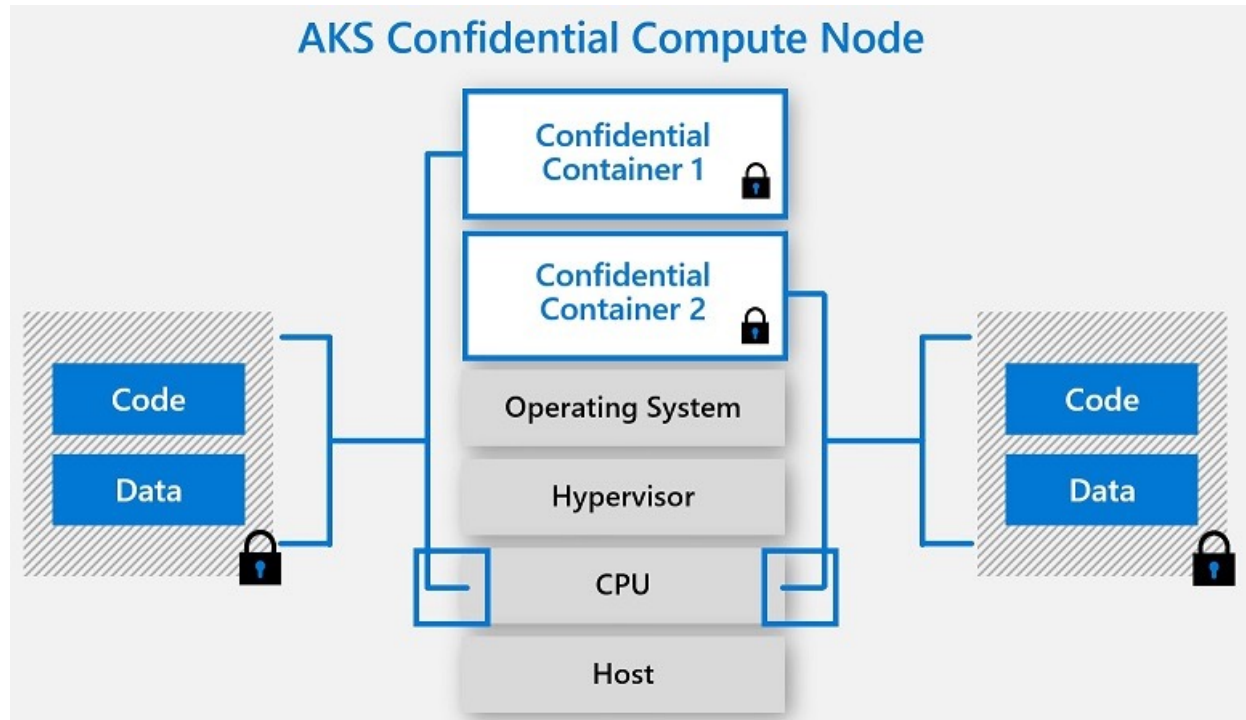 AKS Confidential Compute Node
Confidential
Container 1
Confidential
Container 2
Code
Data
Operating System
Hypervisor
CPU
Host
Code
Data